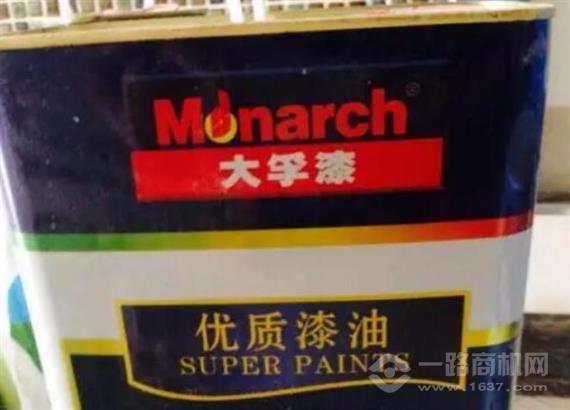 Monarch®
大孚漆
优质漆油
SUPER PAINTS
一路商机网
www.1637.com